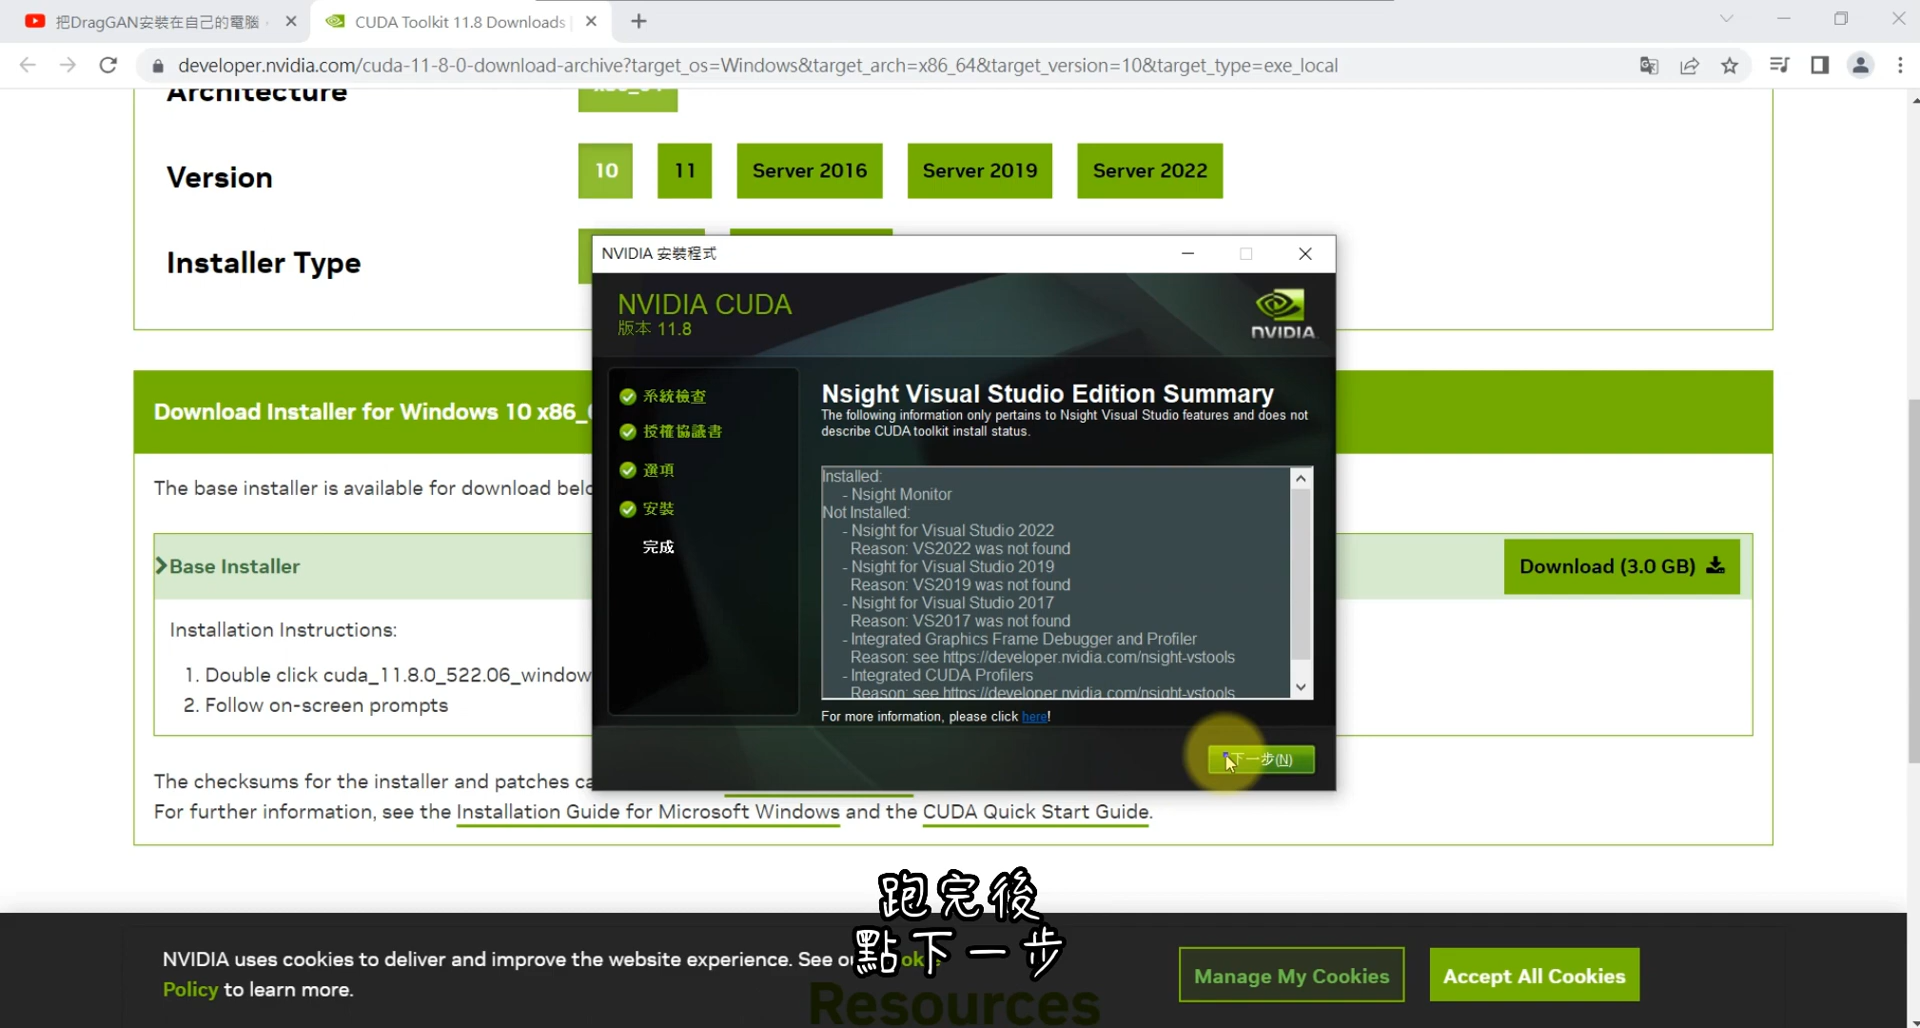 把DragGAN安裝在自己的電腦
CUDA Toolkit 11.8 Downloads
developer.nvidia.com/cuda-11-8-0-download-archive?target_os=Windows&target_arch=x86_64&target_version=10&target_type=exe_local
Architecture
x86_64
Version
10
11
Server 2016
Server 2019
Server 2022
Installer Type
NVIDIA 安裝程式
NVIDIA CUDA
版本 11.8
NVIDIA.
系統檢查
授權協議書
選項
安裝
完成
Nsight Visual Studio Edition Summary
The following information only pertains to Nsight Visual Studio features and does not
describe CUDA toolkit install status.
Installed:
- Nsight Monitor
Not Installed:
- Nsight for Visual Studio 2022
Reason: VS2022 was not found
- Nsight for Visual Studio 2019
Reason: VS2019 was not found
- Nsight for Visual Studio 2017
Reason: VS2017 was not found
- Integrated Graphics Frame Debugger and Profiler
Reason: see https://developer.nvidia.com/nsight-vstools
- Integrated CUDA Profilers
Reason: see https://developer.nvidia.com/nsight-vstools
For more information, please click here!
下一步(N)
Download Installer for Windows 10 x86_
The base installer is available for download
Base Installer
Download (3.0 GB)
Installation Instructions:
1. Double click cuda_11.8.0_522.06_window
2. Follow on-screen prompts
The checksums for the installer and patches
For further information, see the Installation Guide for Microsoft Windows and the CUDA Quick Start Guide.
跑完後
點下一步
NVIDIA uses cookies to deliver and improve the website experience. See
Policy to learn more.
Manage My Cookies
Accept All Cookies
Resources